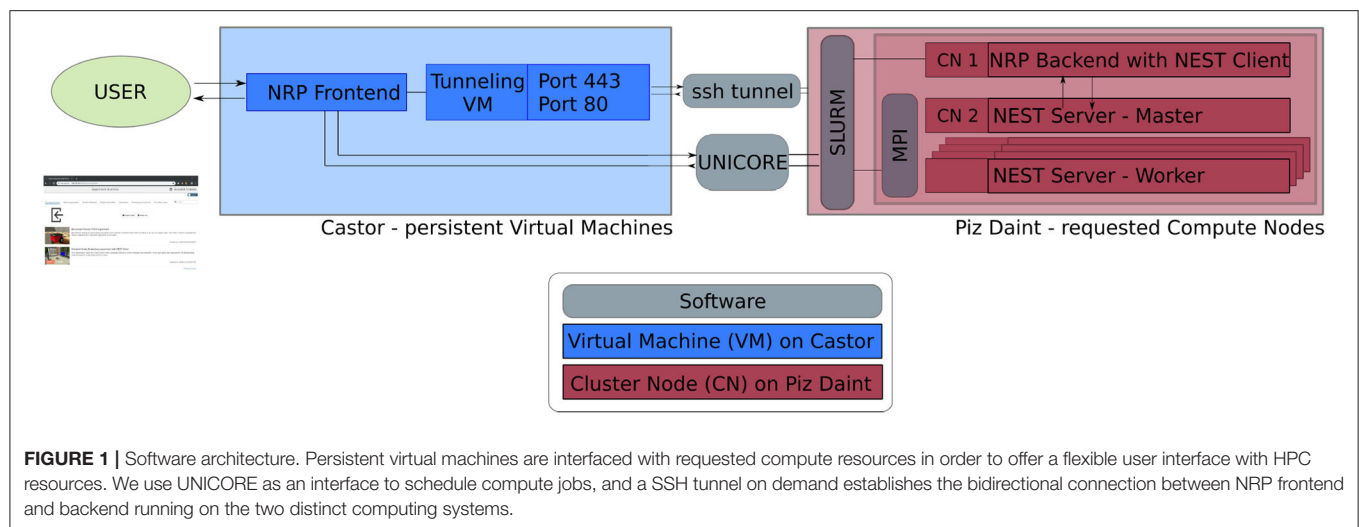 USER
NRP Frontend
Tunneling
VM
Port 443
Port 80
ssh tunnel
UNICORE
SLURM
MPI
CN 1
NRP Backend with NEST Client
CN 2
NEST Server - Master
NEST Server - Worker
Castor - persistent Virtual Machines
Piz Daint - requested Compute Nodes
Software
Virtual Machine (VM) on Castor
Cluster Node (CN) on Piz Daint
FIGURE 1 | Software architecture. Persistent virtual machines are interfaced with requested compute resources in order to offer a flexible user interface with HPC
resources. We use UNICORE as an interface to schedule compute jobs, and a SSH tunnel on demand establishes the bidirectional connection between NRP frontend
and backend running on the two distinct computing systems.